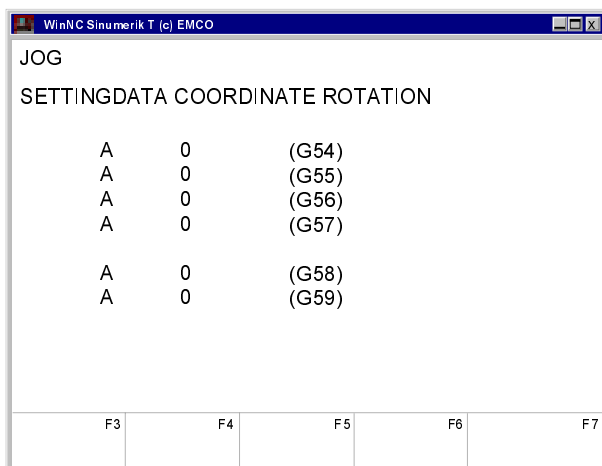 WinNC Sinumerik T (c) EMCO
JOG
SETTINGDATA COORDINATE ROTATION
A 0 (G54)
A 0 (G55)
A 0 (G56)
A 0 (G57)
A 0 (G58)
A 0 (G59)
F3 F4 F5 F6 F7